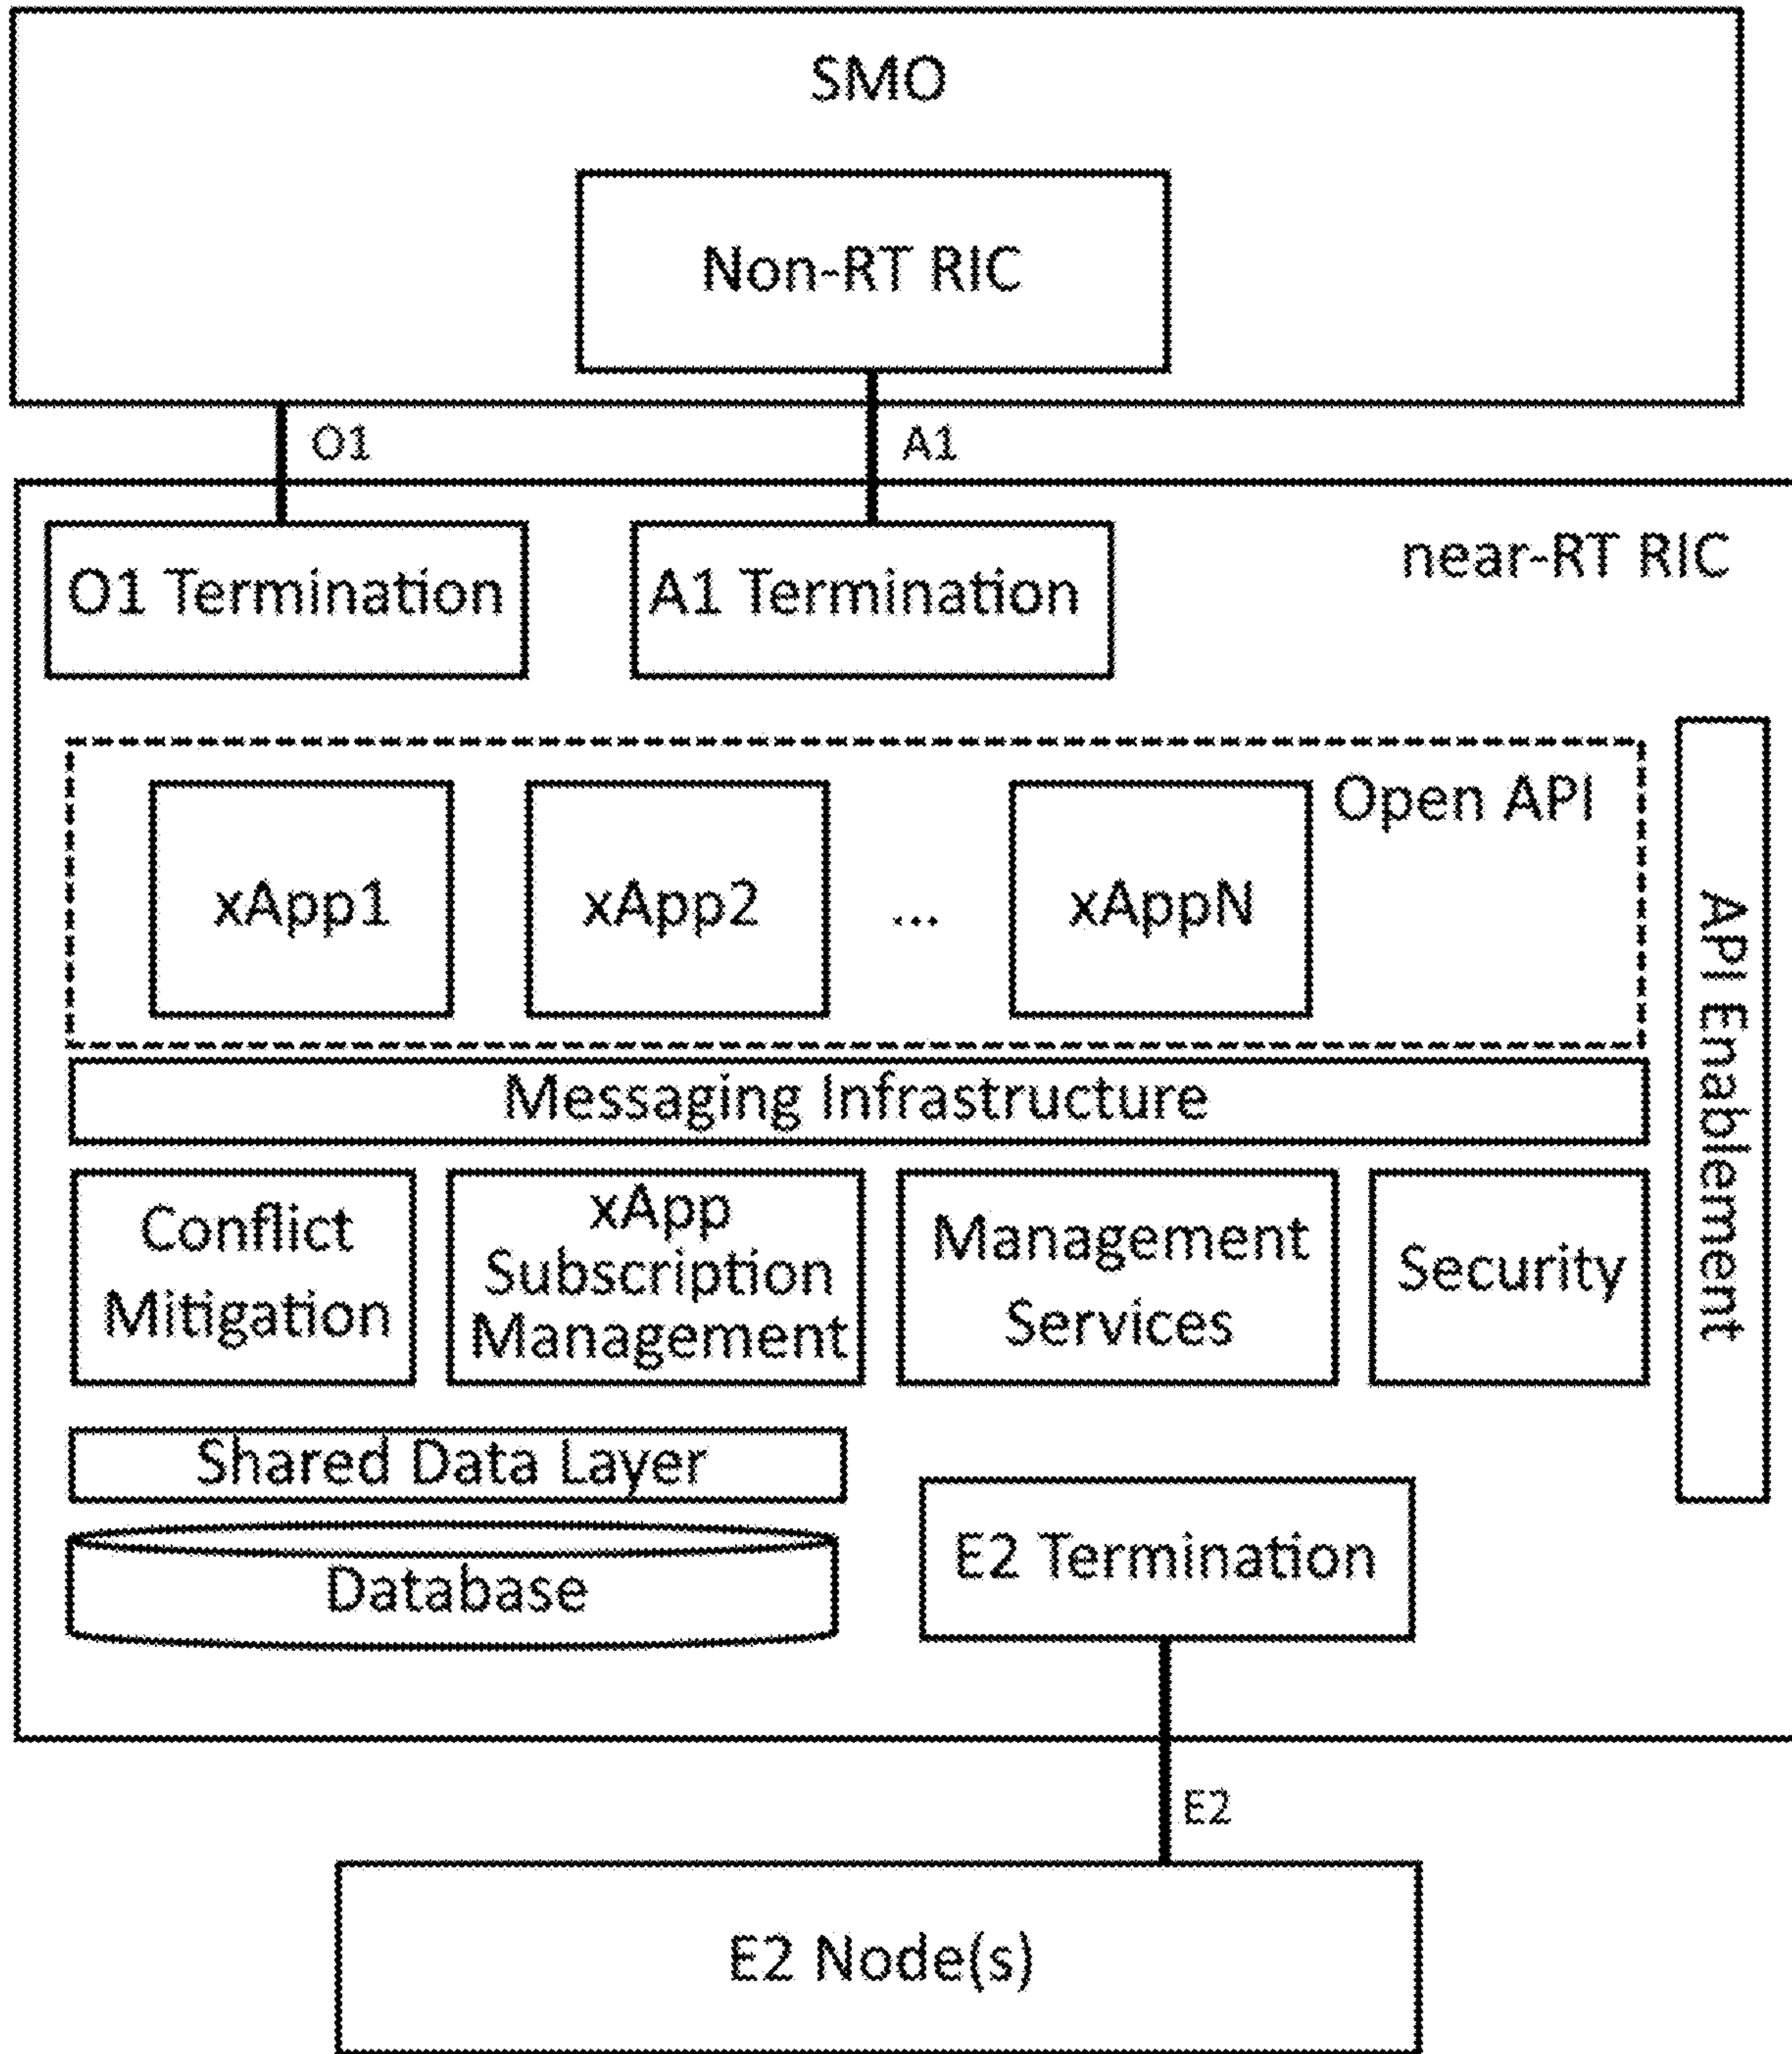 SMO
Non-RT RIC
O1
A1
near-RT RIC
O1 Termination
A1 Termination
Open API
xApp1
xApp2
...
xAppN
API Enablement
Messaging Infrastructure
Conflict
Mitigation
xApp
Subscription
Management
Management
Services
Security
Shared Data Layer
Database
E2 Termination
E2
E2 Node(s)